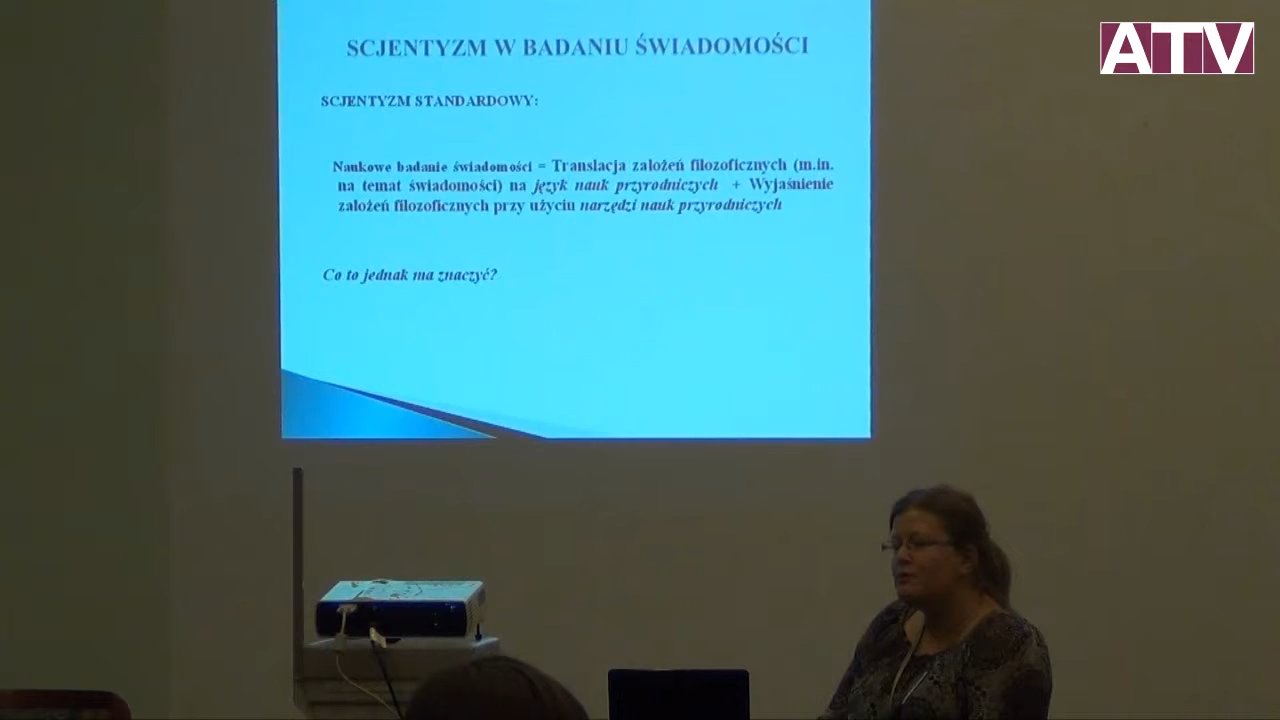 ATV
SCJENTYZM W BADANIU ŚWIADOMOŚCI
SCJENTYZM STANDARDOWY:
Naukowe badanie świadomości = Translacja założeń filozoficznych (m.in.
na temat świadomości) na język nauk przyrodniczych + Wyjaśnienie
założeń filozoficznych przy użyciu narzędzi nauk przyrodniczych
Co to jednak ma znaczyć?